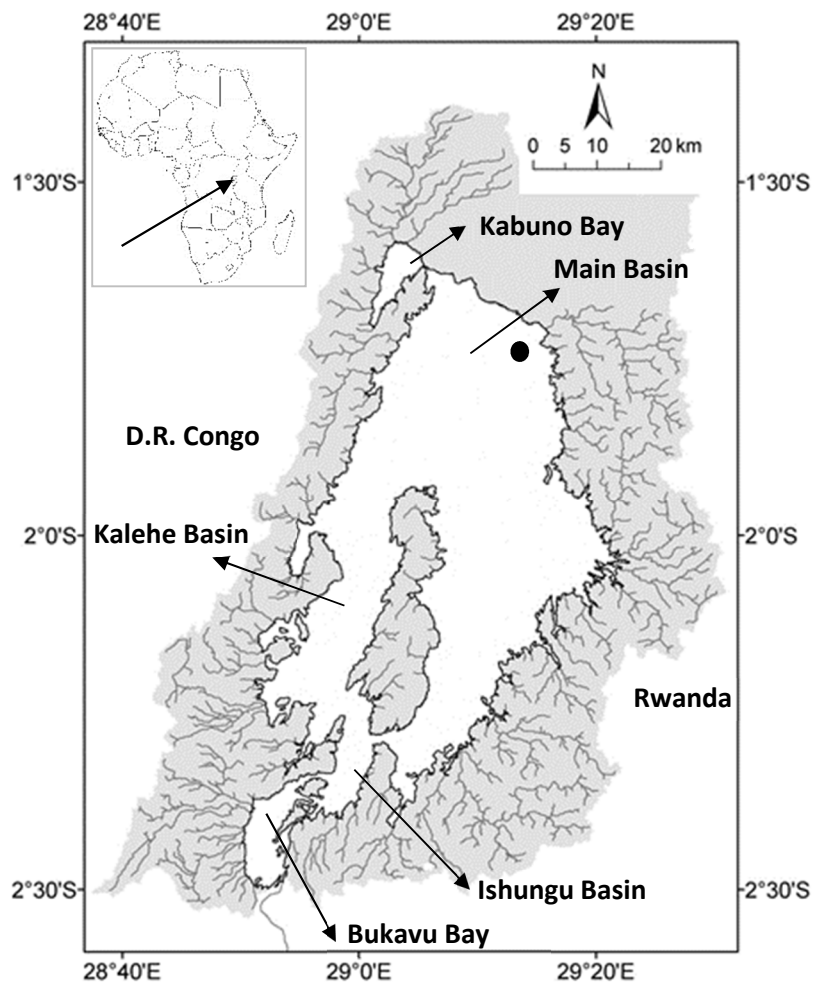 28°40'E 29°0'E 29°20'E
N
0 5 10 20 km
1°30'S 1°30'S
Kabuno Bay
Main Basin
D.R. Congo
Kalehe Basin
2°0'S 2°0'S
Rwanda
2°30'S 2°30'S
Ishungu Basin
Bukavu Bay
28°40'E 29°0'E 29°20'E